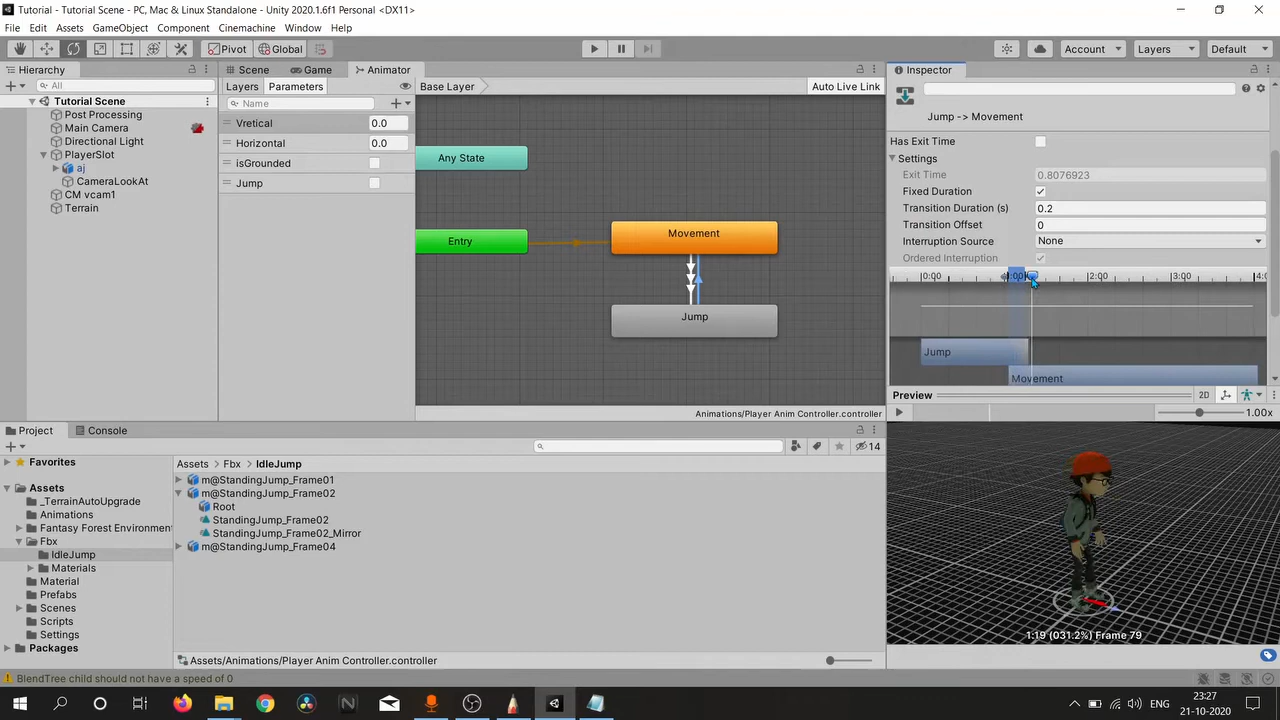 Tutorial - Tutorial Scene - PC, Mac & Linux Standalone - Unity 2020.1.6f1 Personal <DX11>
File Edit Assets GameObject Component Cinemachine Window Help
Pivot Global Account Layers Default
Hierarchy
All
Tutorial Scene
Post Processing
Main Camera
Directional Light
PlayerSlot
aj
CameraLookAt
CM vcam1
Terrain
Scene Game Animator
Layers Parameters
Name
Vretical 0.0
Horizontal 0.0
isGrounded
Jump
Base Layer Auto Live Link
Any State
Entry
Movement
Jump
Animations/Player Anim Controller.controller
Inspector
Jump -> Movement
Has Exit Time
Settings
Exit Time 0.8076923
Fixed Duration
Transition Duration (s) 0.2
Transition Offset 0
Interruption Source None
Ordered Interruption
0:00 1:00 2:00 3:00 4:0
Jump
Movement
Preview 2D
1.00x
1:19 (031.2%) Frame 79
Project Console
14
Favorites
Assets
_TerrainAutoUpgrade
Animations
Fantasy Forest Environment
Fbx
IdleJump
Materials
Material
Prefabs
Scenes
Scripts
Settings
Packages
Assets Fbx IdleJump
m@StandingJump_Frame01
m@StandingJump_Frame02
Root
StandingJump_Frame02
StandingJump_Frame02_Mirror
m@StandingJump_Frame04
Assets/Animations/Player Anim Controller.controller
BlendTree child should not have a speed of 0
ENG
23:27
21-10-2020